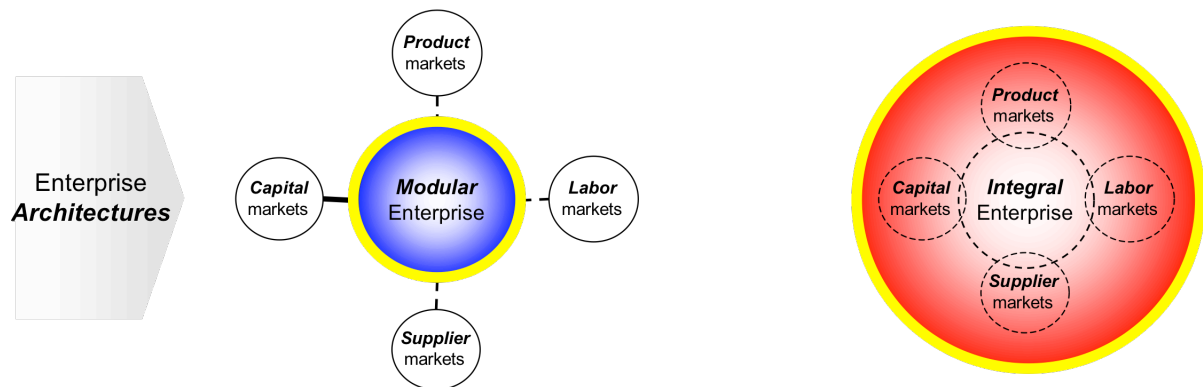 Enterprise
Architectures
Product
markets
Capital
markets
Modular
Enterprise
Labor
markets
Supplier
markets
Product
markets
Capital
markets
Integral
Enterprise
Labor
markets
Supplier
markets